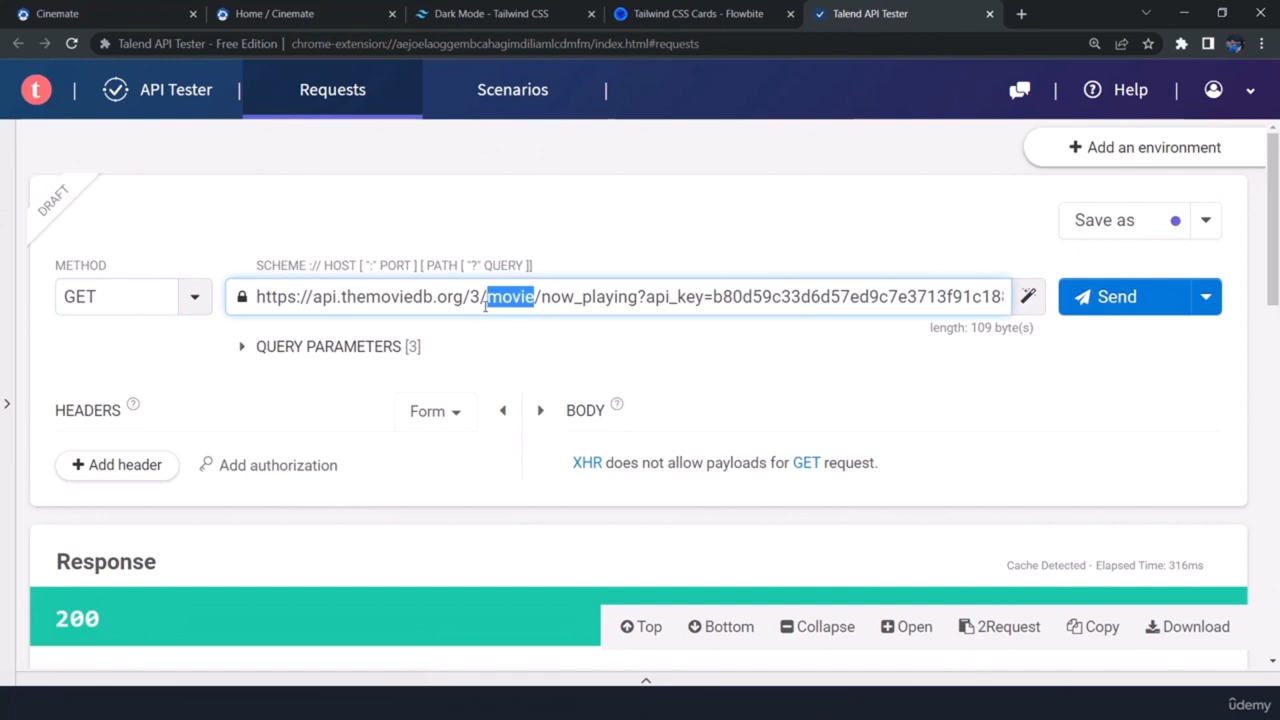 Cinemate
Home / Cinemate
Dark Mode - Tailwind CSS
Tailwind CSS Cards - Flowbite
Talend API Tester
Talend API Tester - Free Edition | chrome-extension://aejoelaoggembcahagimdiliamlcdmfm/index.html#requests
t | API Tester | Requests Scenarios | | Help |
+ Add an environment
DRAFT
Save as
METHOD SCHEME :// HOST [ ":" PORT ] [ PATH [ "?" QUERY ]]
GET https://api.themoviedb.org/3/movie/now_playing?api_key=b80d59c33d6d57ed9c7e3713f91c18 Send
length: 109 byte(s)
QUERY PARAMETERS [3]
HEADERS ? Form BODY ?
+ Add header Add authorization XHR does not allow payloads for GET request.
Response Cache Detected - Elapsed Time: 316ms
200
Top Bottom Collapse Open 2Request Copy Download
ûdemy